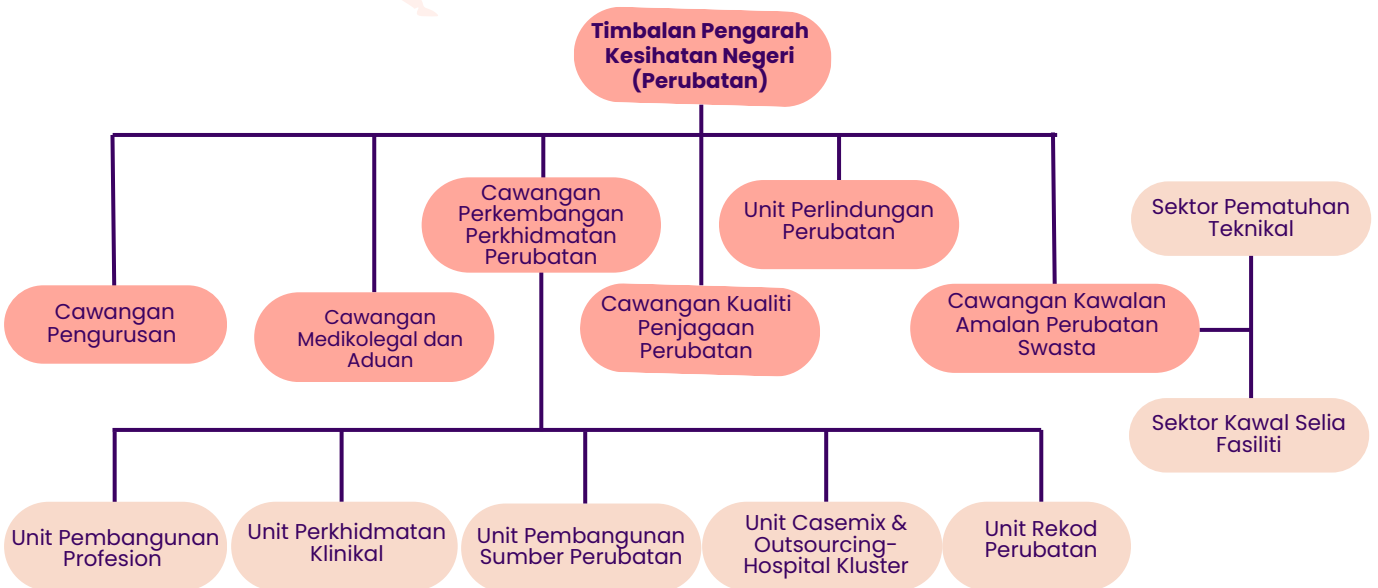 Timbalan Pengarah
Kesihatan Negeri
(Perubatan)
Cawangan
Perkembangan
Perkhidmatan
Perubatan
Unit Perlindungan
Perubatan
Sektor Pematuhan
Teknikal
Cawangan
Pengurusan
Cawangan
Medikolegal dan
Aduan
Cawangan Kualiti
Penjagaan
Perubatan
Cawangan Kawalan
Amalan Perubatan
Swasta
Sektor Kawal Selia
Fasiliti
Unit Pembangunan
Profesion
Unit Perkhidmatan
Klinikal
Unit Pembangunan
Sumber Perubatan
Unit Casemix &
Outsourcing-
Hospital Kluster
Unit Rekod
Perubatan